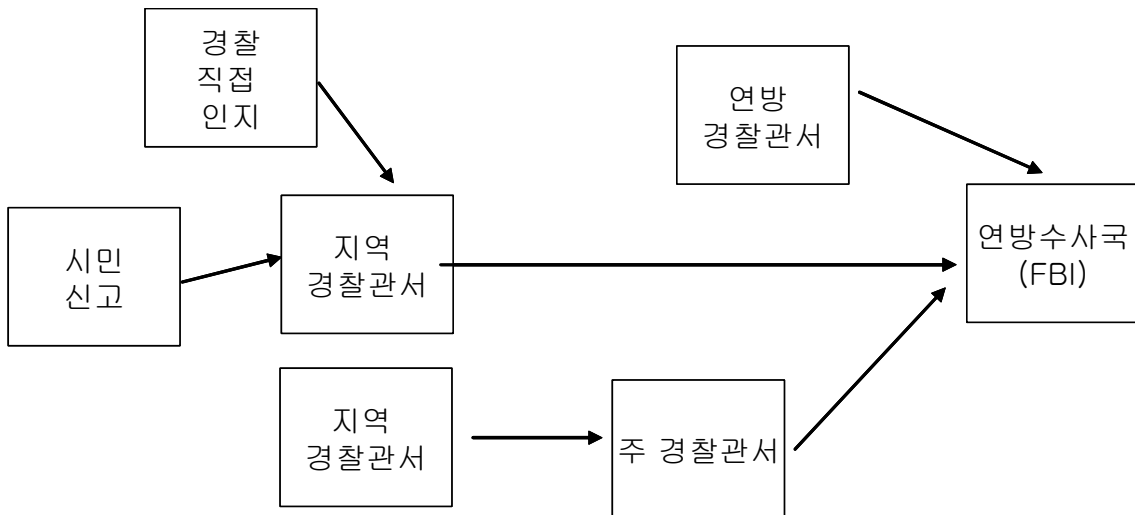 경찰
직접
인지
연방
경찰관서
시민
신고
지역
경찰관서
연방수사국
(FBI)
지역
경찰관서
주 경찰관서